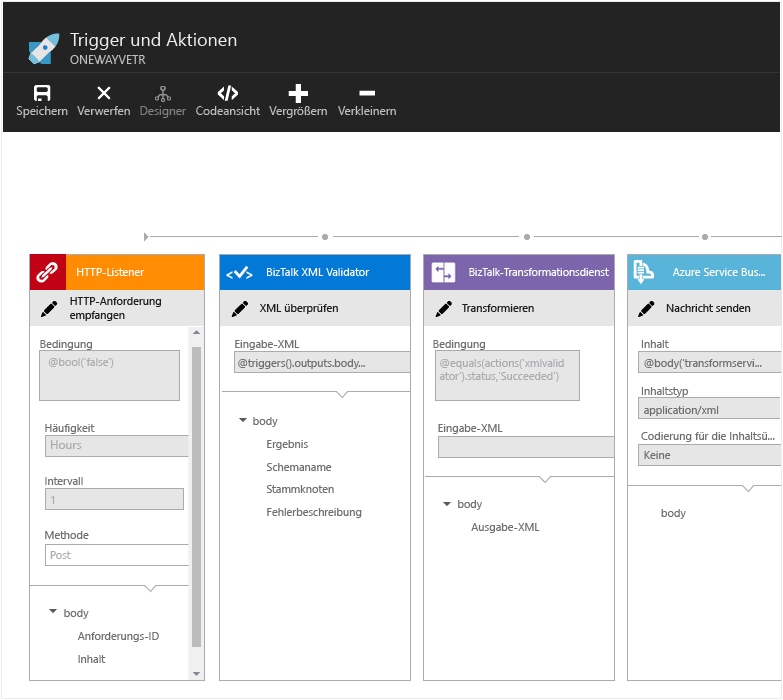 Trigger und Aktionen
ONEWAYVETR
Speichern
Verwerfen
Designer
Codeansicht
Vergrößern
Verkleinern
HTTP-Listener
HTTP-Anforderung
empfangen
Bedingung
@bool('false')
Häufigkeit
Hours
Intervall
1
Methode
Post
body
Anforderungs-ID
Inhalt
BizTalk XML Validator
XML überprüfen
Eingabe-XML
@triggers().outputs.body...
body
Ergebnis
Schemaname
Stammknoten
Fehlerbeschreibung
BizTalk-Transformationsdienst
Transformieren
Bedingung
@equals(actions('xmlvalid
ator').status,'Succeeded')
Eingabe-XML
body
Ausgabe-XML
Azure Service Bus...
Nachricht senden
Inhalt
@body('transformservi...
Inhaltstyp
application/xml
Codierung für die Inhaltsü...
Keine
body